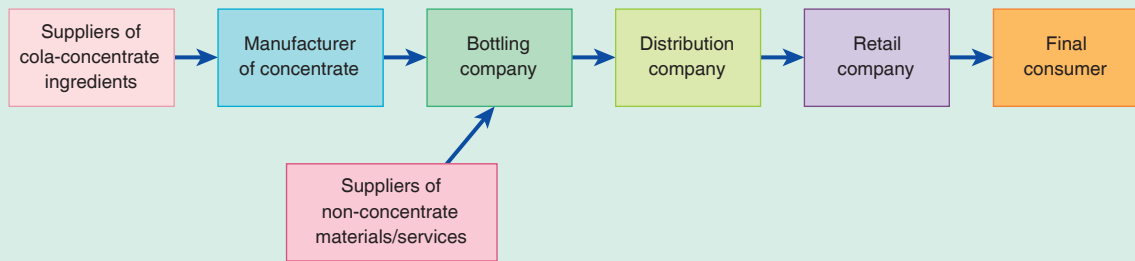 Suppliers of
cola-concentrate
ingredients
Manufacturer
of concentrate
Bottling
company
Distribution
company
Retail
company
Final
consumer
Suppliers of
non-concentrate
materials/services